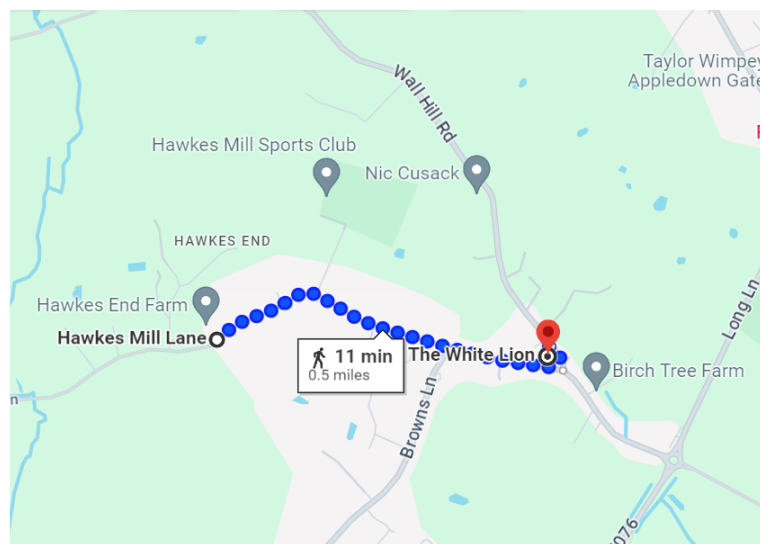 Taylor Wimpey
Appledown Gate
Wall Hill Rd
Hawkes Mill Sports Club
Nic Cusack
HAWKES END
Hawkes End Farm
Hawkes Mill Lane
11 min
0.5 miles
The White Lion
Birch Tree Farm
Long Ln
Browns Ln